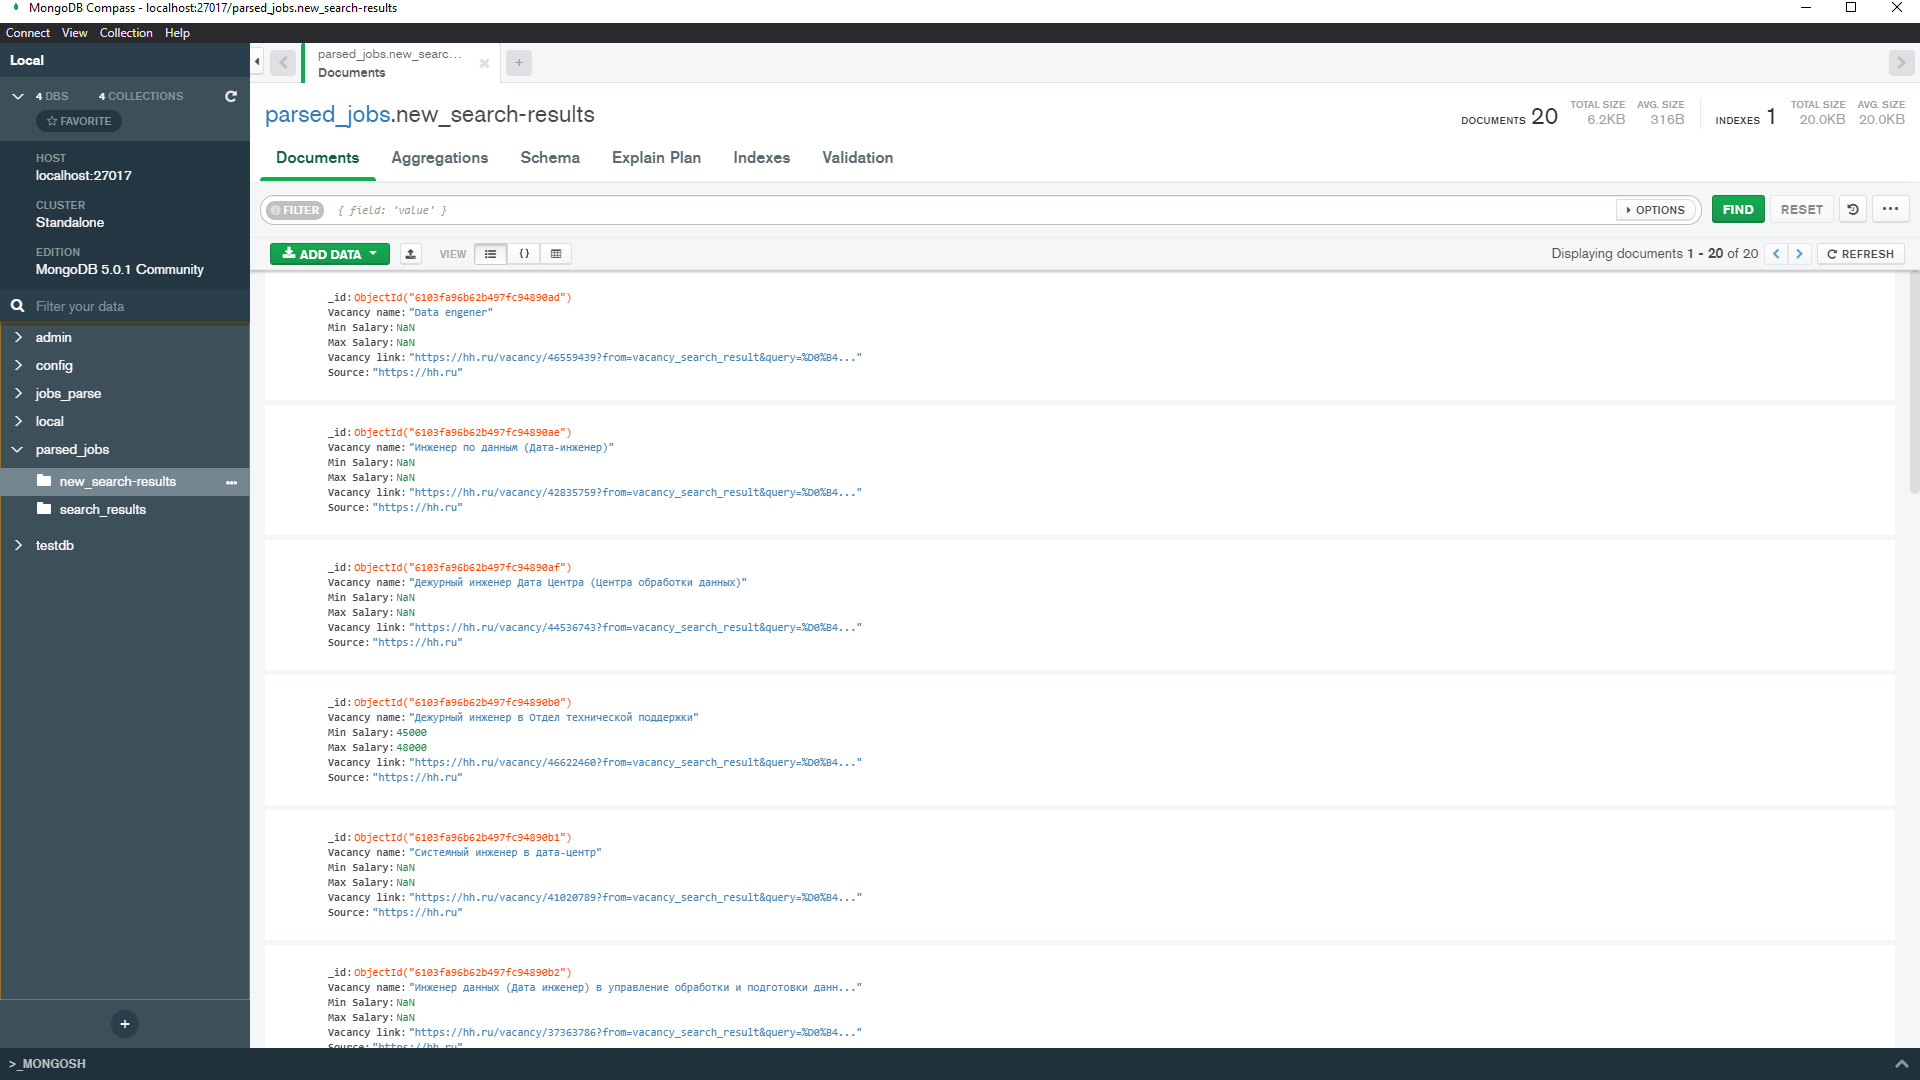 MongoDB Compass - localhost:27017/parsed_jobs.new_search-results
Connect View Collection Help
Local
4 DBS 4 COLLECTIONS
FAVORITE
HOST
localhost:27017
CLUSTER
Standalone
EDITION
MongoDB 5.0.1 Community
Filter your data
admin
config
jobs_parse
local
parsed_jobs
new_search-results
search_results
testdb
>_MONGOSH
parsed_jobs.new_searc...
Documents
parsed_jobs.new_search-results
DOCUMENTS 20
TOTAL SIZE 6.2KB
AVG. SIZE 316B
INDEXES 1
TOTAL SIZE 20.0KB
AVG. SIZE 20.0KB
Documents Aggregations Schema Explain Plan Indexes Validation
FILTER { field: 'value' } OPTIONS FIND RESET
ADD DATA VIEW {} Displaying documents 1 - 20 of 20 REFRESH
_id: ObjectId("6103fa96b62b497fc94890ad")
Vacancy name: "Data engener"
Min Salary: NaN
Max Salary: NaN
Vacancy link: "https://hh.ru/vacancy/46559439?from=vacancy_search_result&query=%D0%B4..."
Source: "https://hh.ru"
_id: ObjectId("6103fa96b62b497fc94890ae")
Vacancy name: "Инженер по данным (Дата-инженер)"
Min Salary: NaN
Max Salary: NaN
Vacancy link: "https://hh.ru/vacancy/42835759?from=vacancy_search_result&query=%D0%B4..."
Source: "https://hh.ru"
_id: ObjectId("6103fa96b62b497fc94890af")
Vacancy name: "Дежурный инженер Дата Центра (Центра обработки данных)"
Min Salary: NaN
Max Salary: NaN
Vacancy link: "https://hh.ru/vacancy/44536743?from=vacancy_search_result&query=%D0%B4..."
Source: "https://hh.ru"
_id: ObjectId("6103fa96b62b497fc94890b0")
Vacancy name: "Дежурный инженер в Отдел технической поддержки"
Min Salary: 45000
Max Salary: 48000
Vacancy link: "https://hh.ru/vacancy/46622460?from=vacancy_search_result&query=%D0%B4..."
Source: "https://hh.ru"
_id: ObjectId("6103fa96b62b497fc94890b1")
Vacancy name: "Системный инженер в дата-центр"
Min Salary: NaN
Max Salary: NaN
Vacancy link: "https://hh.ru/vacancy/41020789?from=vacancy_search_result&query=%D0%B4..."
Source: "https://hh.ru"
_id: ObjectId("6103fa96b62b497fc94890b2")
Vacancy name: "Инженер данных (Дата инженер) в управление обработки и подготовки данн..."
Min Salary: NaN
Max Salary: NaN
Vacancy link: "https://hh.ru/vacancy/37363786?from=vacancy_search_result&query=%D0%B4..."
Source: "https://hh.ru"